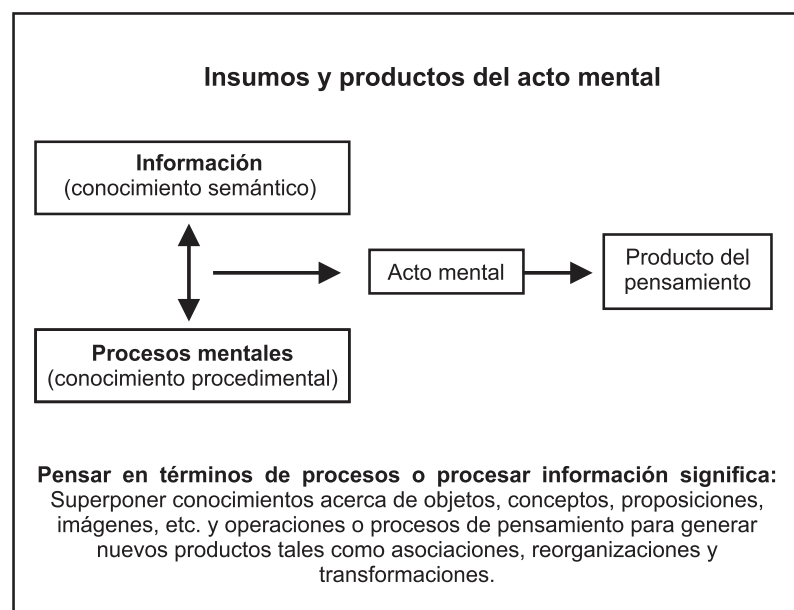 Insumos y productos del acto mental
Información
(conocimiento semántico)
Acto mental
Producto del
pensamiento
Procesos mentales
(conocimiento procedimental)
Pensar en términos de procesos o procesar información significa:
Superponer conocimientos acerca de objetos, conceptos, proposiciones,
imágenes, etc. y operaciones o procesos de pensamiento para generar
nuevos productos tales como asociaciones, reorganizaciones y
transformaciones.